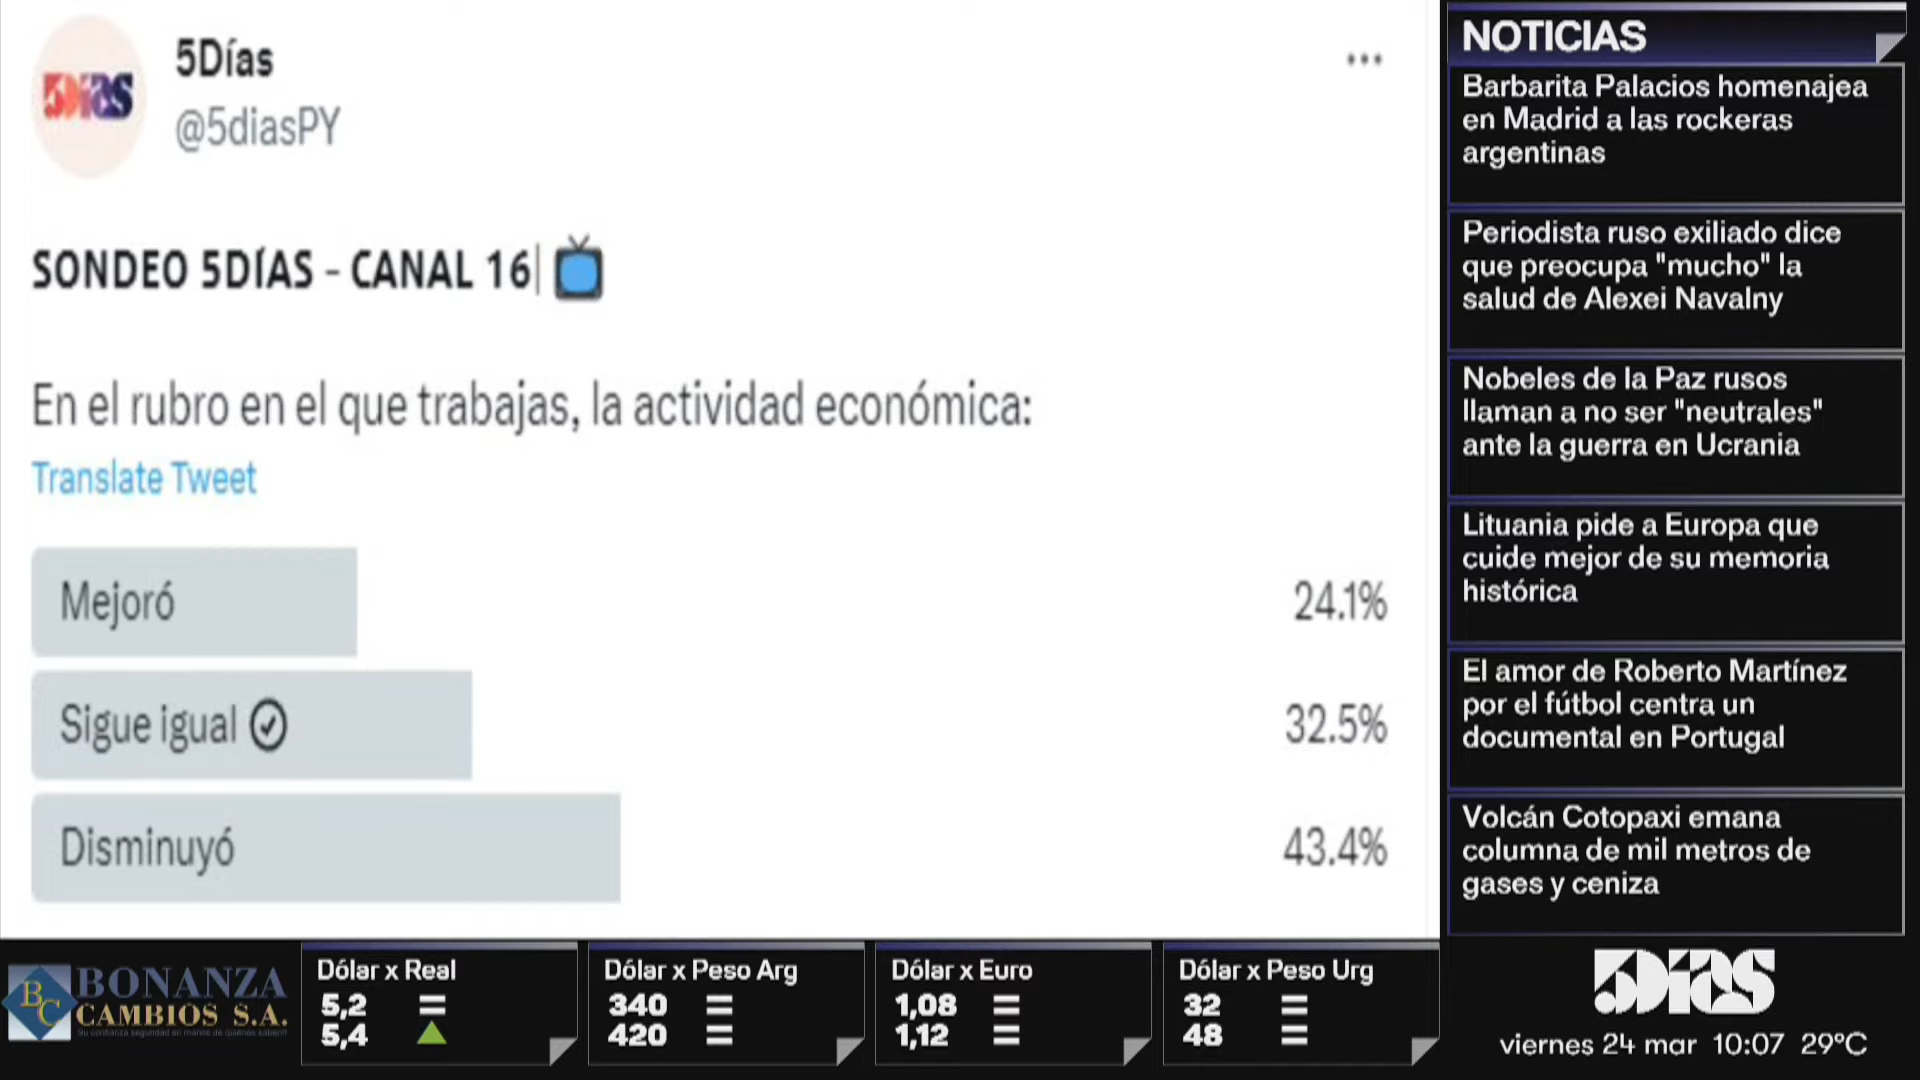 5DÍAS
5Días
@5diasPY
SONDEO 5DÍAS - CANAL 16|
En el rubro en el que trabajas, la actividad económica:
Translate Tweet
Mejoró 24.1%
Sigue igual 32.5%
Disminuyó 43.4%
NOTICIAS
Barbarita Palacios homenajea
en Madrid a las rockeras
argentinas
Periodista ruso exiliado dice
que preocupa "mucho" la
salud de Alexei Navalny
Nobeles de la Paz rusos
llaman a no ser "neutrales"
ante la guerra en Ucrania
Lituania pide a Europa que
cuide mejor de su memoria
histórica
El amor de Roberto Martínez
por el fútbol centra un
documental en Portugal
Volcán Cotopaxi emana
columna de mil metros de
gases y ceniza
BC BONANZA
CAMBIOS S.A.
Dólar x Real
5,2
5,4
Dólar x Peso Arg
340
420
Dólar x Euro
1,08
1,12
Dólar x Peso Urg
32
48
5DÍAS
viernes 24 mar 10:07 29°C